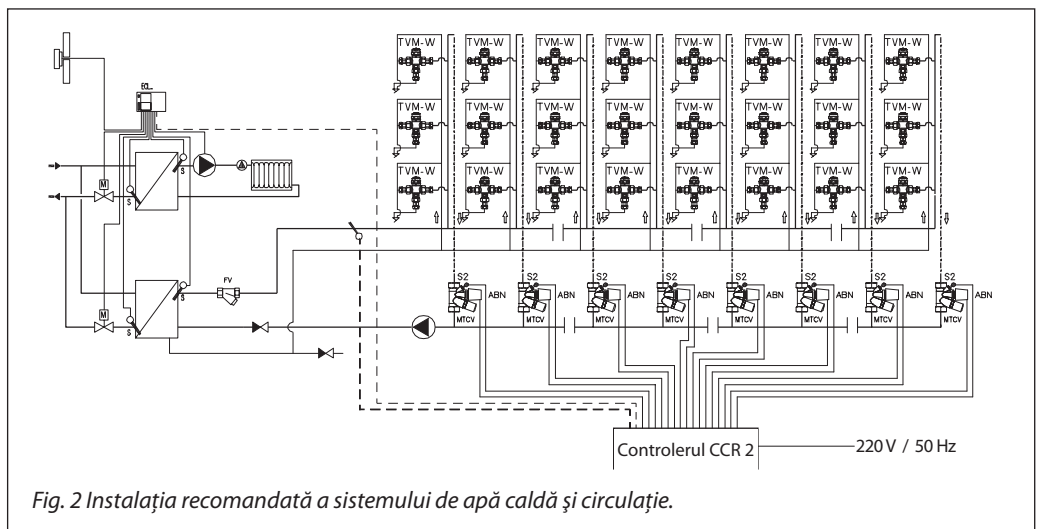 TVM-W TVM-W TVM-W TVM-W TVM-W TVM-W TVM-W TVM-W
ECL
TVM-W TVM-W TVM-W TVM-W TVM-W TVM-W TVM-W TVM-W
TVM-W TVM-W TVM-W TVM-W TVM-W TVM-W TVM-W TVM-W
S
M
S
S2 S2 S2 S2 S2 S2 S2 S2
FV
ABN ABN ABN ABN ABN ABN ABN ABN
S
M
MTCV MTCV MTCV MTCV MTCV MTCV MTCV MTCV
S
Controlerul CCR 2
220 V / 50 Hz
Fig. 2 Instalația recomandată a sistemului de apă caldă şi circulație.